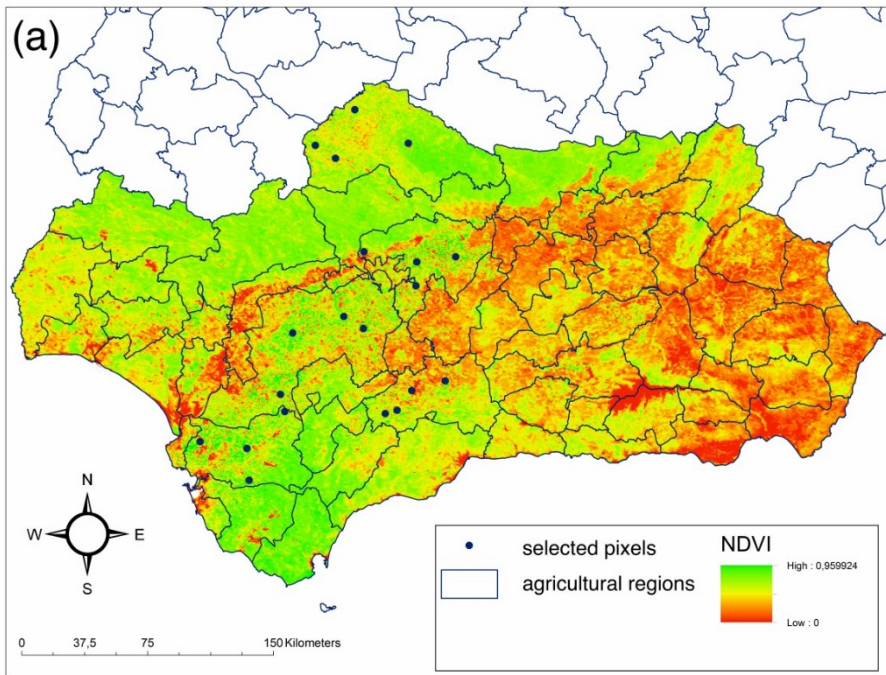 (a)
N
W E
S
0 37,5 75 150 Kilometers
selected pixels
agricultural regions
NDVI
High : 0,959924
Low : 0